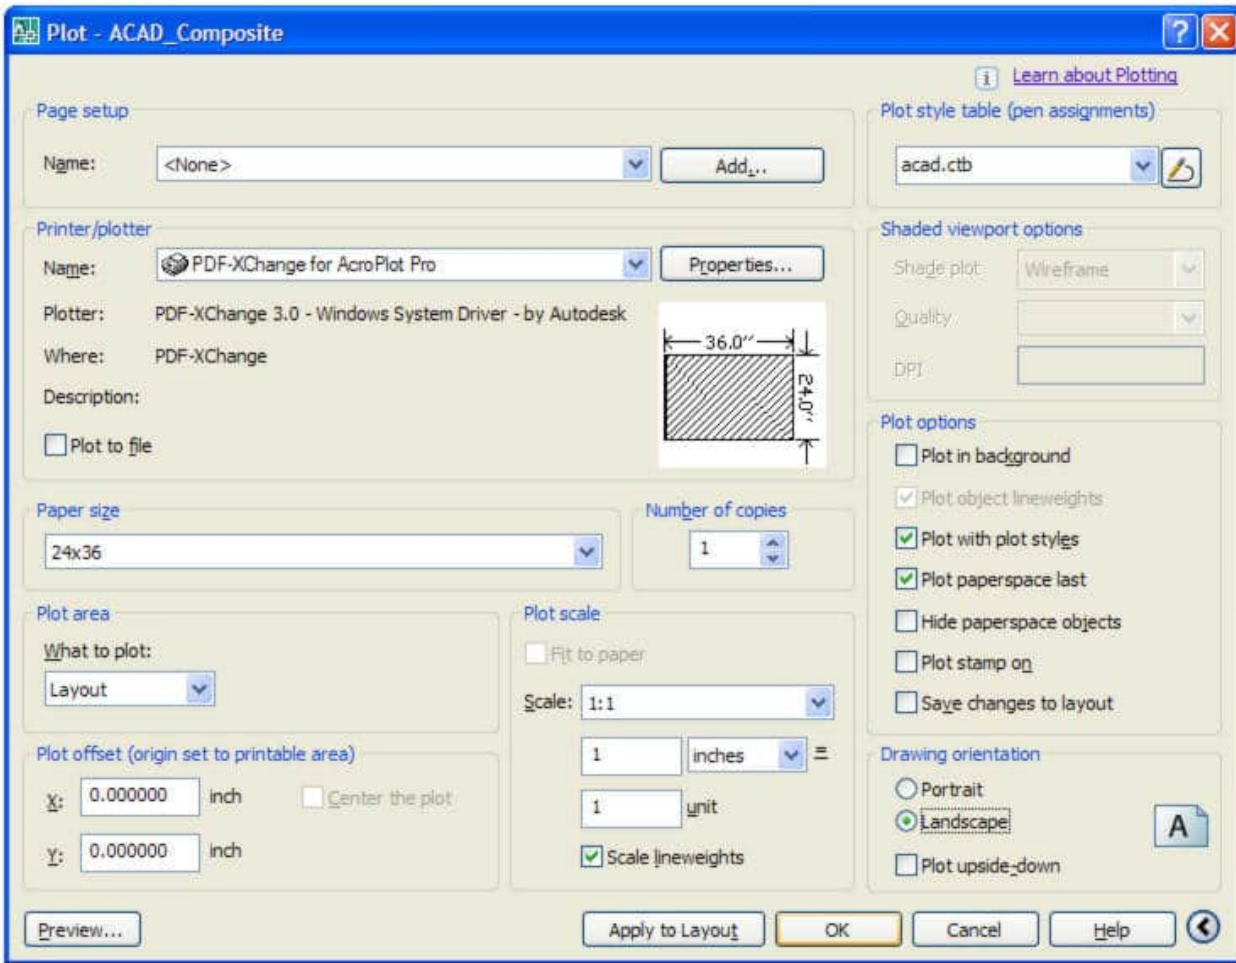 Plot - ACAD_Composite
Learn about Plotting
Page setup
Name: <None> Add...
Plot style table (pen assignments)
acad.ctb
Printer/plotter
Name: PDF-XChange for AcroPlot Pro Properties...
Plotter: PDF-XChange 3.0 - Windows System Driver - by Autodesk
Where: PDF-XChange
Description:
Plot to file
36.0″
24.0″
Shaded viewport options
Shade plot Wireframe
Quality
DPI
Paper size
24x36
Number of copies
1
Plot options
Plot in background
Plot object lineweights
Plot with plot styles
Plot paperspace last
Hide paperspace objects
Plot stamp on
Save changes to layout
Plot area
What to plot:
Layout
Plot scale
Fit to paper
Scale: 1:1
1 inches =
1 unit
Scale lineweights
Plot offset (origin set to printable area)
X: 0.000000 inch Center the plot
Y: 0.000000 inch
Drawing orientation
Portrait
Landscape
A
Plot upside-down
Preview... Apply to Layout OK Cancel Help